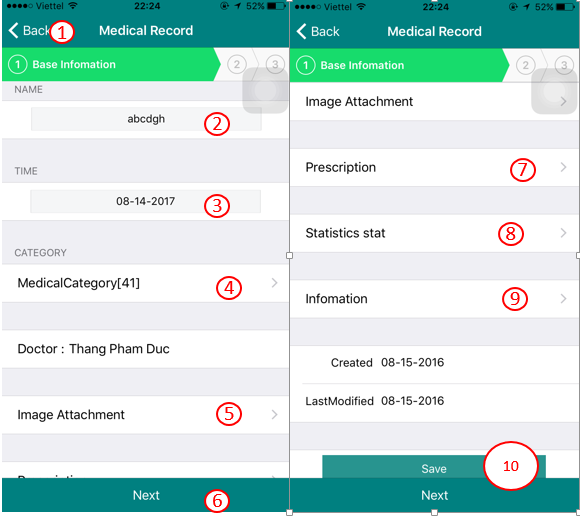 Viettel 22:24 52%
Back 1 Medical Record
1 Base Infomation 2 3
NAME
abcdgh 2
TIME
08-14-2017 3
CATEGORY
MedicalCategory[41] 4
Doctor : Thang Pham Duc
Image Attachment 5
Next 6
Viettel 22:24 52%
Back Medical Record
1 Base Infomation 2 3
Image Attachment
Prescription 7
Statistics stat 8
Infomation 9
Created 08-15-2016
LastModified 08-15-2016
Save 10
Next